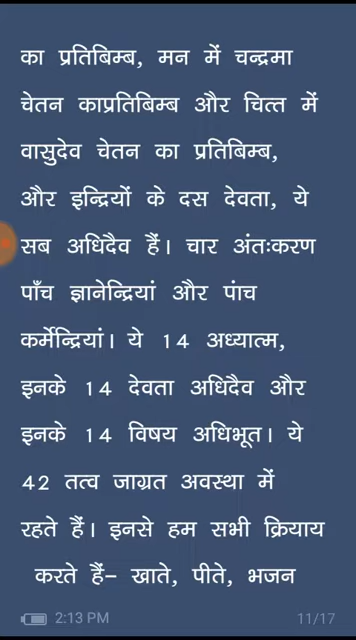 का प्रतिबिम्ब, मन में चन्द्रमा
चेतन काप्रतिबिम्ब और चित्त में
वासुदेव चेतन का प्रतिबिम्ब,
और इन्द्रियों के दस देवता, ये
सब अधिदैव हैं। चार अंतःकरण
पाँच ज्ञानेन्द्रियां और पांच
कर्मेन्द्रियां। ये 14 अध्यात्म,
इनके 14 देवता अधिदैव और
इनके 14 विषय अधिभूत। ये
42 तत्व जाग्रत अवस्था में
रहते हैं। इनसे हम सभी क्रियाय
करते हैं- खाते, पीते, भजन
2:13 PM 11/17